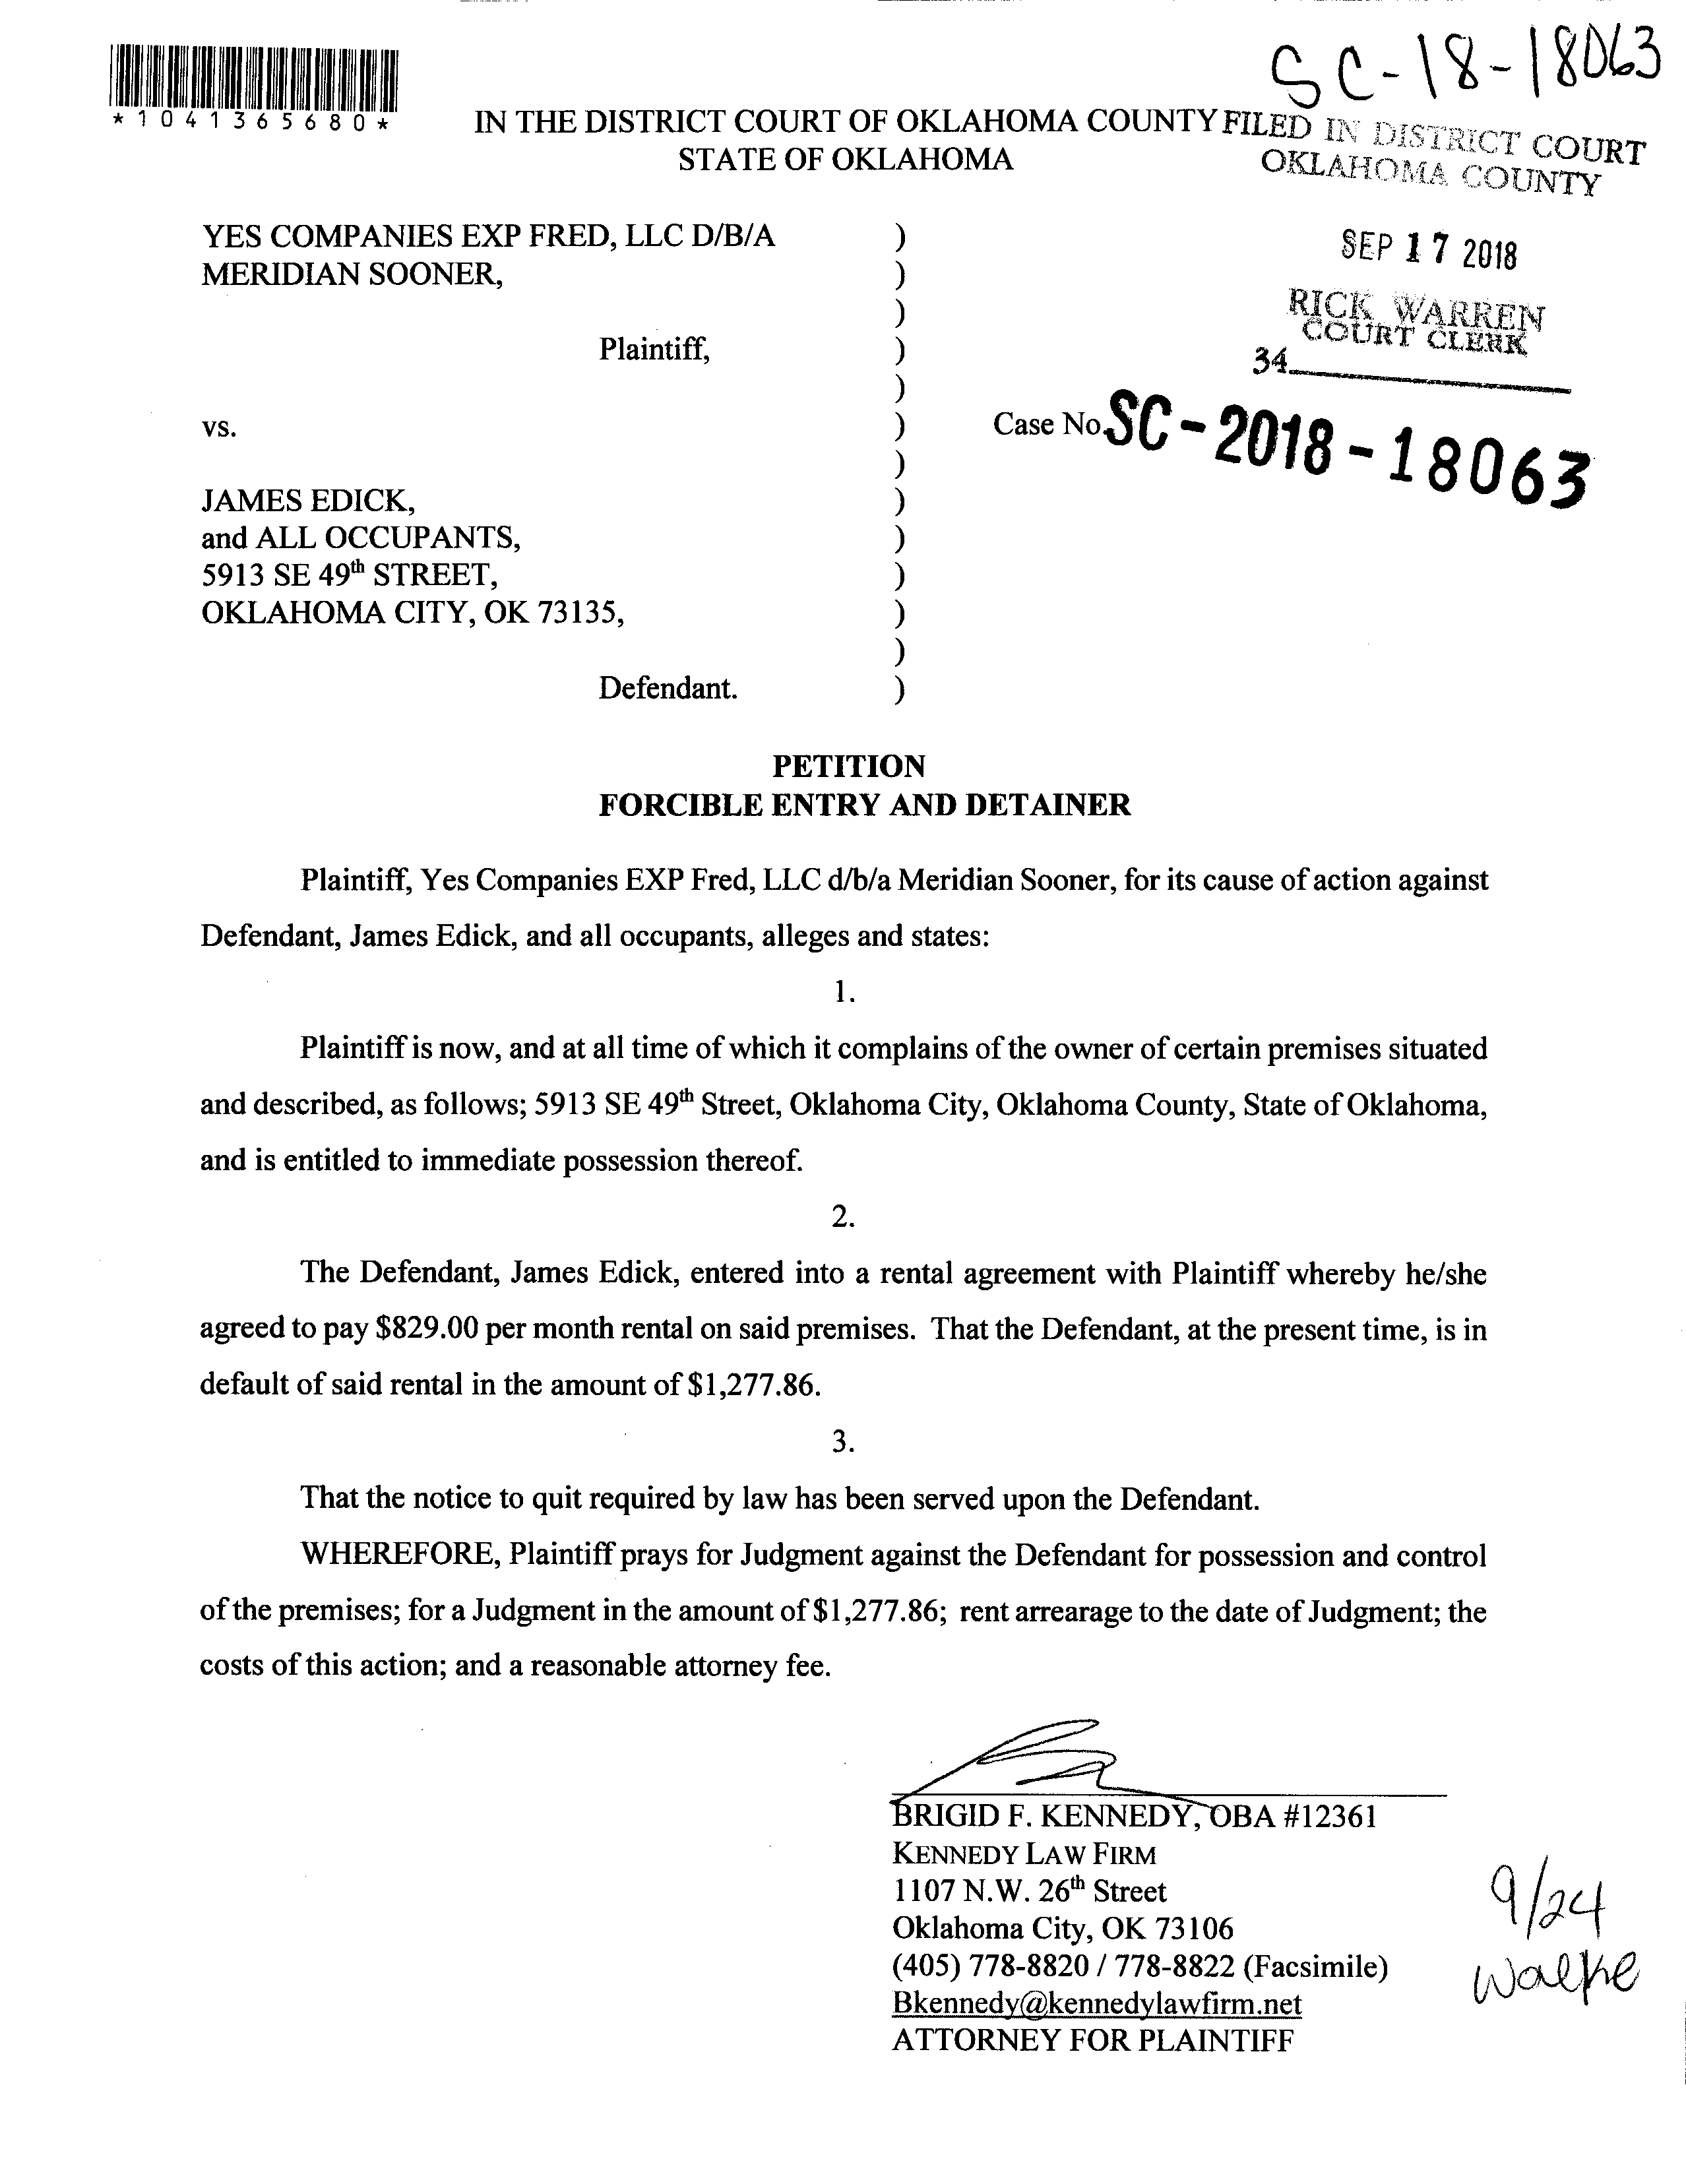 SC-18-18063
*1041365680*
IN THE DISTRICT COURT OF OKLAHOMA COUNTY
STATE OF OKLAHOMA
FILED IN DISTRICT COURT
OKLAHOMA COUNTY
SEP 17 2018
RICK WARREN
COURT CLERK
34
YES COMPANIES EXP FRED, LLC D/B/A )
MERIDIAN SOONER, )
)
Plaintiff, )
)
vs. ) Case No. SC-2018-18063
)
JAMES EDICK, )
and ALL OCCUPANTS, )
5913 SE 49th STREET, )
OKLAHOMA CITY, OK 73135, )
)
Defendant. )
PETITION
FORCIBLE ENTRY AND DETAINER
Plaintiff, Yes Companies EXP Fred, LLC d/b/a Meridian Sooner, for its cause of action against
Defendant, James Edick, and all occupants, alleges and states:
1.
Plaintiff is now, and at all time of which it complains of the owner of certain premises situated
and described, as follows; 5913 SE 49th Street, Oklahoma City, Oklahoma County, State of Oklahoma,
and is entitled to immediate possession thereof.
2.
The Defendant, James Edick, entered into a rental agreement with Plaintiff whereby he/she
agreed to pay $829.00 per month rental on said premises. That the Defendant, at the present time, is in
default of said rental in the amount of $1,277.86.
3.
That the notice to quit required by law has been served upon the Defendant.
WHEREFORE, Plaintiff prays for Judgment against the Defendant for possession and control
of the premises; for a Judgment in the amount of $1,277.86; rent arrearage to the date of Judgment; the
costs of this action; and a reasonable attorney fee.
BRIGID F. KENNEDY, OBA #12361
KENNEDY LAW FIRM
1107 N.W. 26th Street
Oklahoma City, OK 73106
(405) 778-8820 / 778-8822 (Facsimile)
Bkennedy@kennedylawfirm.net
ATTORNEY FOR PLAINTIFF
9/24
Walke